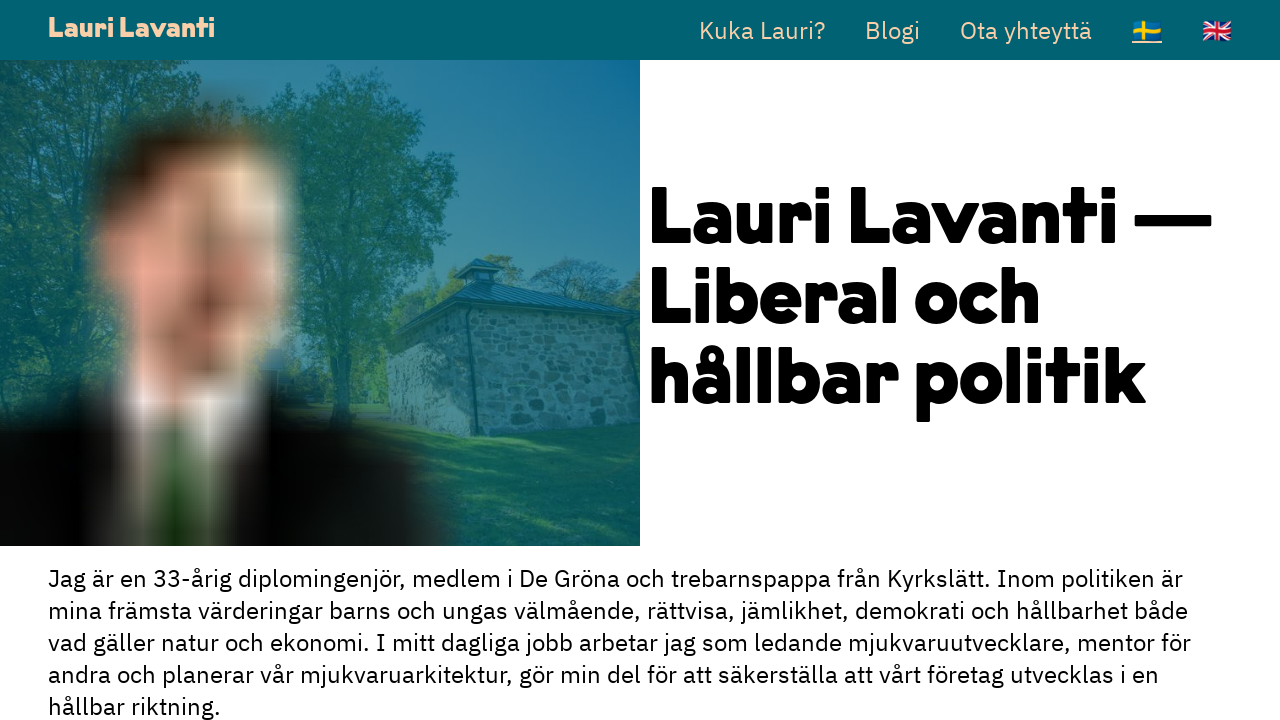 Lauri Lavanti
Kuka Lauri?
Blogi
Ota yhteyttä
Lauri Lavanti —
Liberal och
hållbar politik
Jag är en 33-årig diplomingenjör, medlem i De Gröna och trebarnspappa från Kyrkslätt. Inom politiken är
mina främsta värderingar barns och ungas välmående, rättvisa, jämlikhet, demokrati och hållbarhet både
vad gäller natur och ekonomi. I mitt dagliga jobb arbetar jag som ledande mjukvaruutvecklare, mentor för
andra och planerar vår mjukvaruarkitektur, gör min del för att säkerställa att vårt företag utvecklas i en
hållbar riktning.